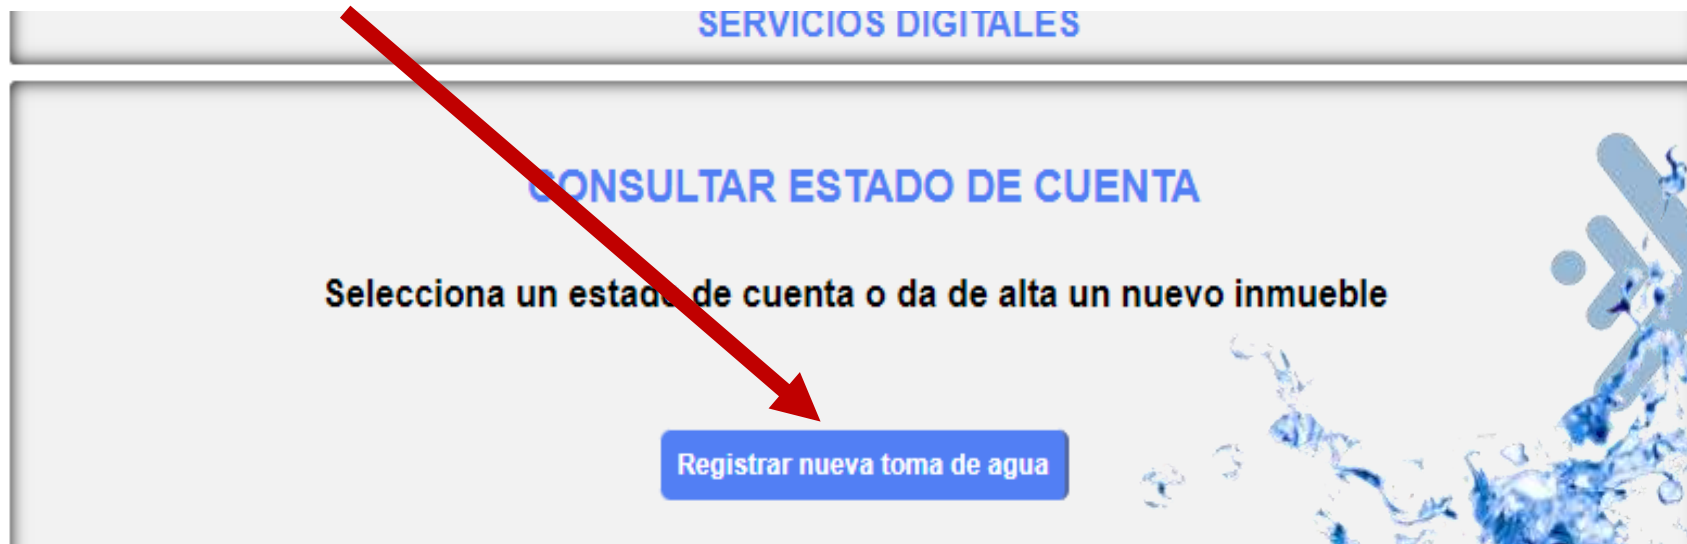 SERVICIOS DIGITALES
CONSULTAR ESTADO DE CUENTA
Selecciona un estado de cuenta o da de alta un nuevo inmueble
Registrar nueva toma de agua